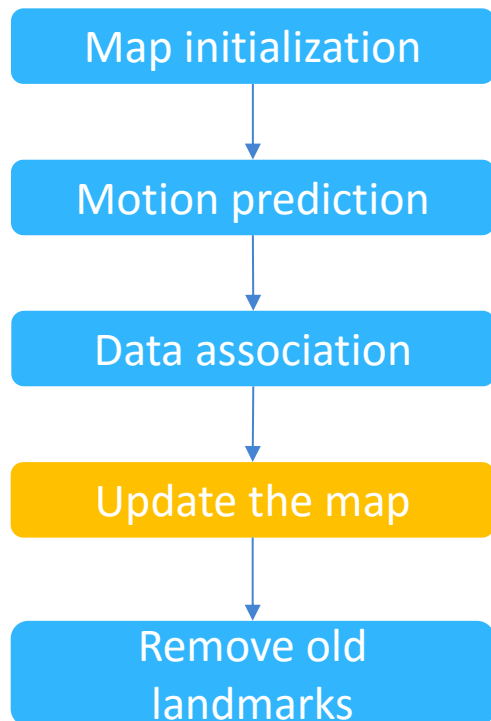 Map initialization
Motion prediction
Data association
Update the map
Remove old
landmarks